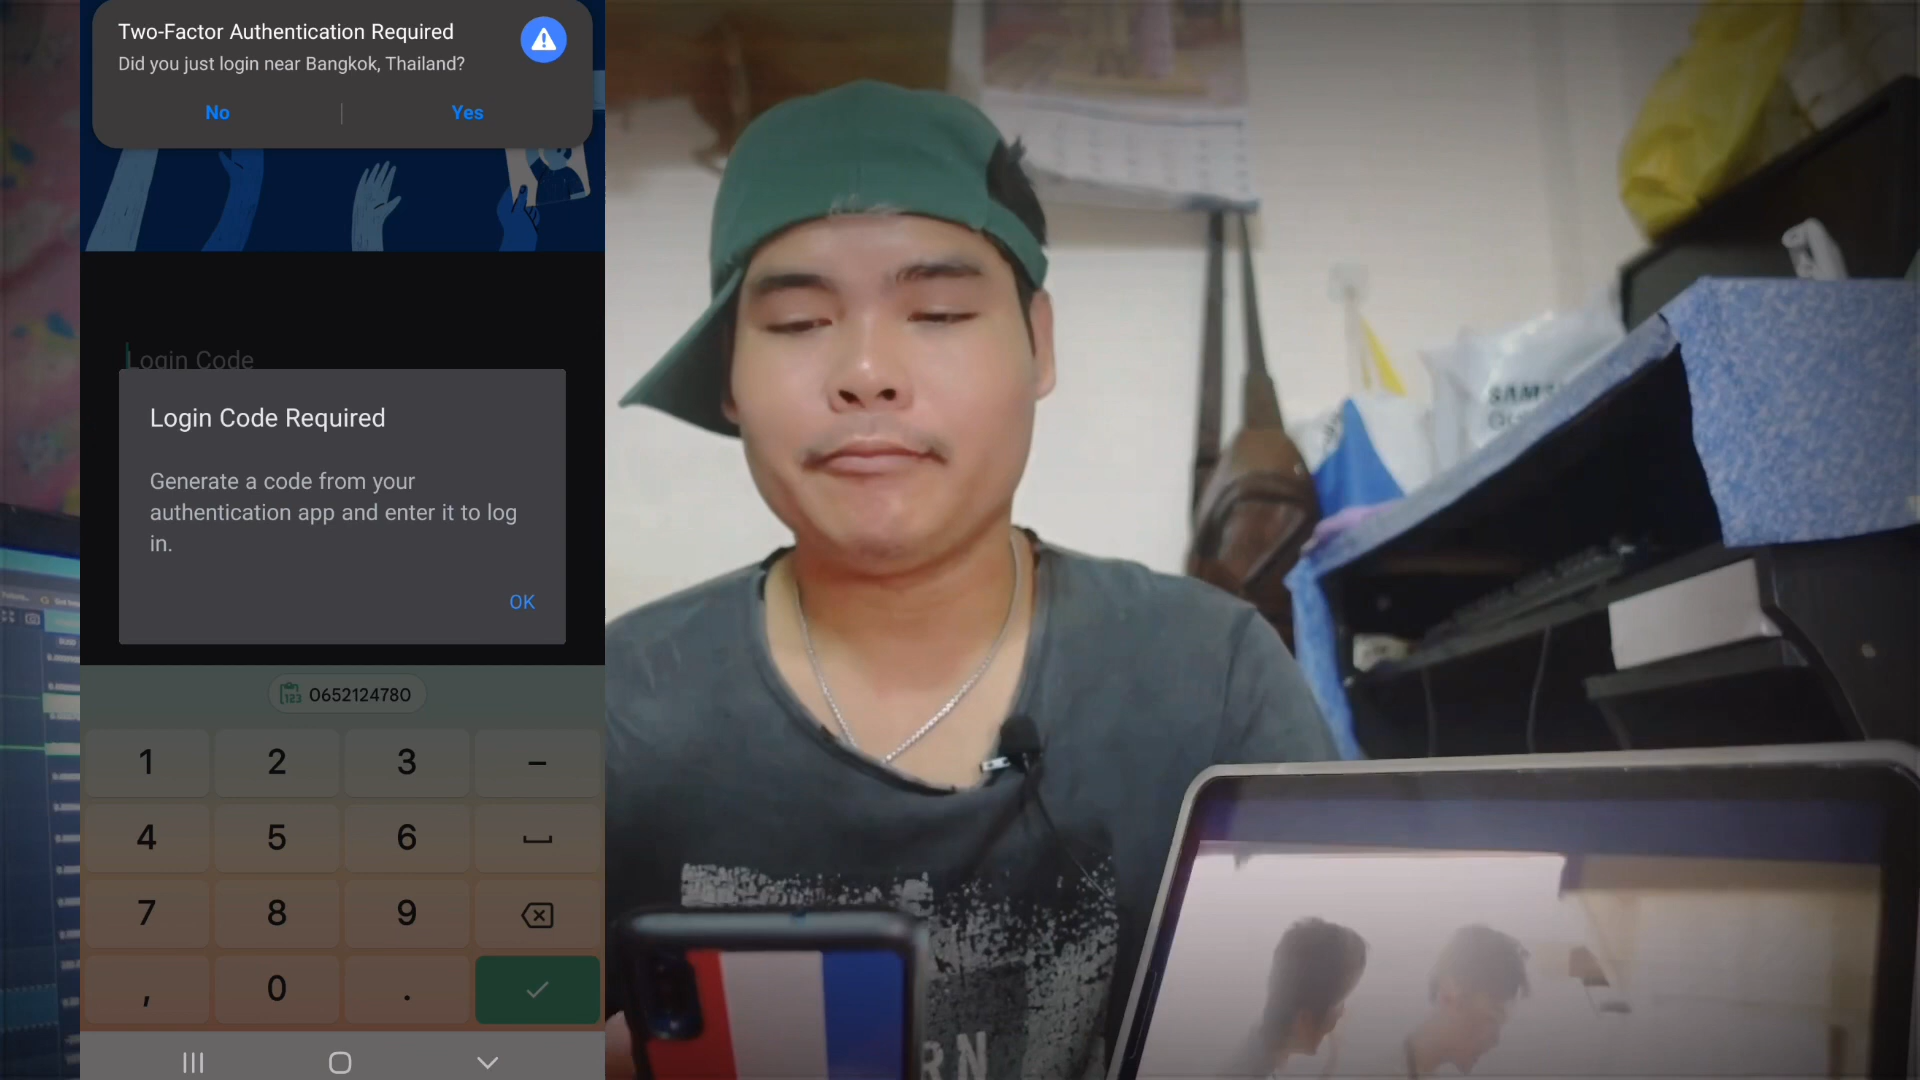 Two-Factor Authentication Required
Did you just login near Bangkok, Thailand?
No
Yes
Login Code
Login Code Required
Generate a code from your
authentication app and enter it to log
in.
OK
0652124780
1 2 3 –
4 5 6
7 8 9
, 0 .
SAMS
RN